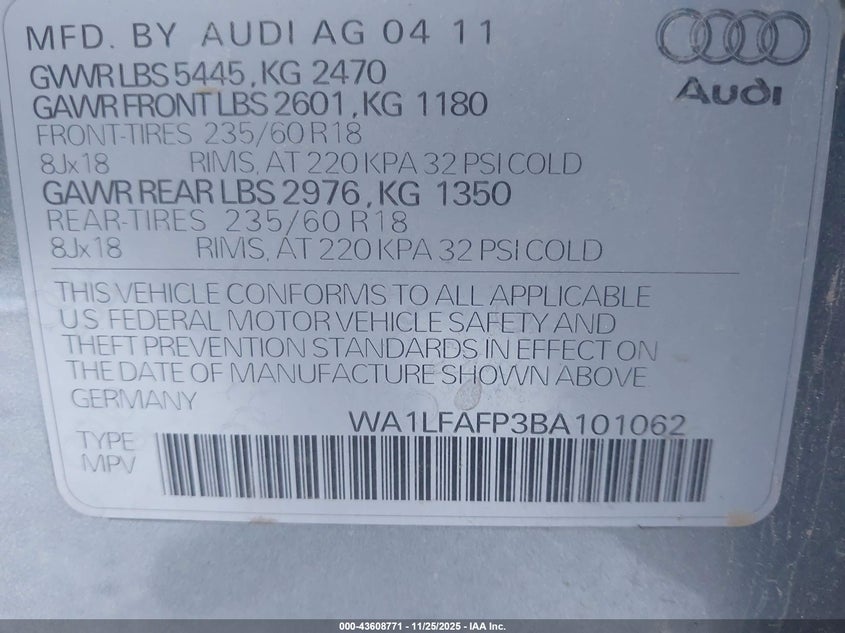 MFD. BY AUDI AG 04 11
Audi
GVWR LBS 5445, KG 2470
GAWR FRONT LBS 2601, KG 1180
FRONT-TIRES 235/60 R18
8Jx18 RIMS, AT 220 KPA 32 PSI COLD
GAWR REAR LBS 2976, KG 1350
REAR-TIRES 235/60 R18
8Jx18 RIMS, AT 220 KPA 32 PSI COLD
THIS VEHICLE CONFORMS TO ALL APPLICABLE
U.S. FEDERAL MOTOR VEHICLE SAFETY AND
THEFT PREVENTION STANDARDS IN EFFECT ON
THE DATE OF MANUFACTURE SHOWN ABOVE.
GERMANY
WA1LFAFP3BA101062
TYPE
MPV
000-43608771 - 11/25/2025 - IAA Inc.